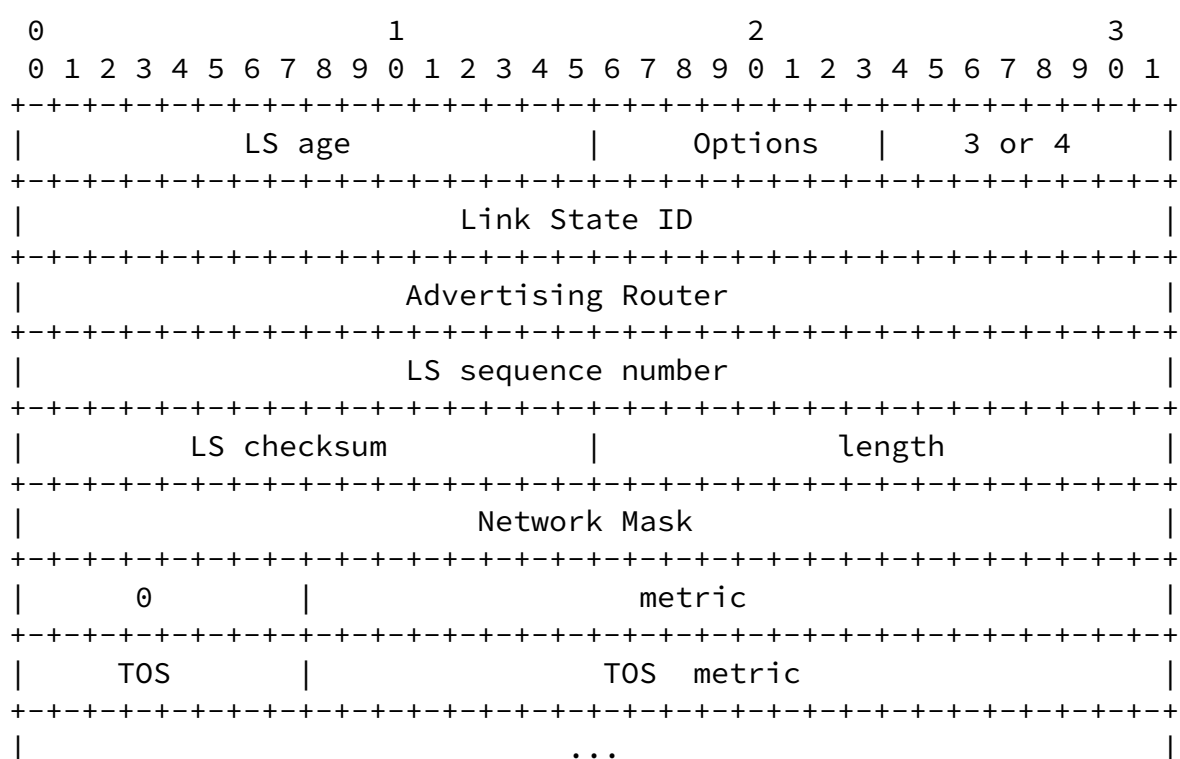 0                   1                   2                   3
 0 1 2 3 4 5 6 7 8 9 0 1 2 3 4 5 6 7 8 9 0 1 2 3 4 5 6 7 8 9 0 1
+-+-+-+-+-+-+-+-+-+-+-+-+-+-+-+-+-+-+-+-+-+-+-+-+-+-+-+-+-+-+-+-+
|            LS age             |     Options   |    3 or 4     |
+-+-+-+-+-+-+-+-+-+-+-+-+-+-+-+-+-+-+-+-+-+-+-+-+-+-+-+-+-+-+-+-+
|                        Link State ID                          |
+-+-+-+-+-+-+-+-+-+-+-+-+-+-+-+-+-+-+-+-+-+-+-+-+-+-+-+-+-+-+-+-+
|                     Advertising Router                        |
+-+-+-+-+-+-+-+-+-+-+-+-+-+-+-+-+-+-+-+-+-+-+-+-+-+-+-+-+-+-+-+-+
|                     LS sequence number                        |
+-+-+-+-+-+-+-+-+-+-+-+-+-+-+-+-+-+-+-+-+-+-+-+-+-+-+-+-+-+-+-+-+
|         LS checksum           |             length            |
+-+-+-+-+-+-+-+-+-+-+-+-+-+-+-+-+-+-+-+-+-+-+-+-+-+-+-+-+-+-+-+-+
|                         Network Mask                          |
+-+-+-+-+-+-+-+-+-+-+-+-+-+-+-+-+-+-+-+-+-+-+-+-+-+-+-+-+-+-+-+-+
|      0        |                  metric                       |
+-+-+-+-+-+-+-+-+-+-+-+-+-+-+-+-+-+-+-+-+-+-+-+-+-+-+-+-+-+-+-+-+
|     TOS       |                TOS  metric                    |
+-+-+-+-+-+-+-+-+-+-+-+-+-+-+-+-+-+-+-+-+-+-+-+-+-+-+-+-+-+-+-+-+
|                              ...                              |